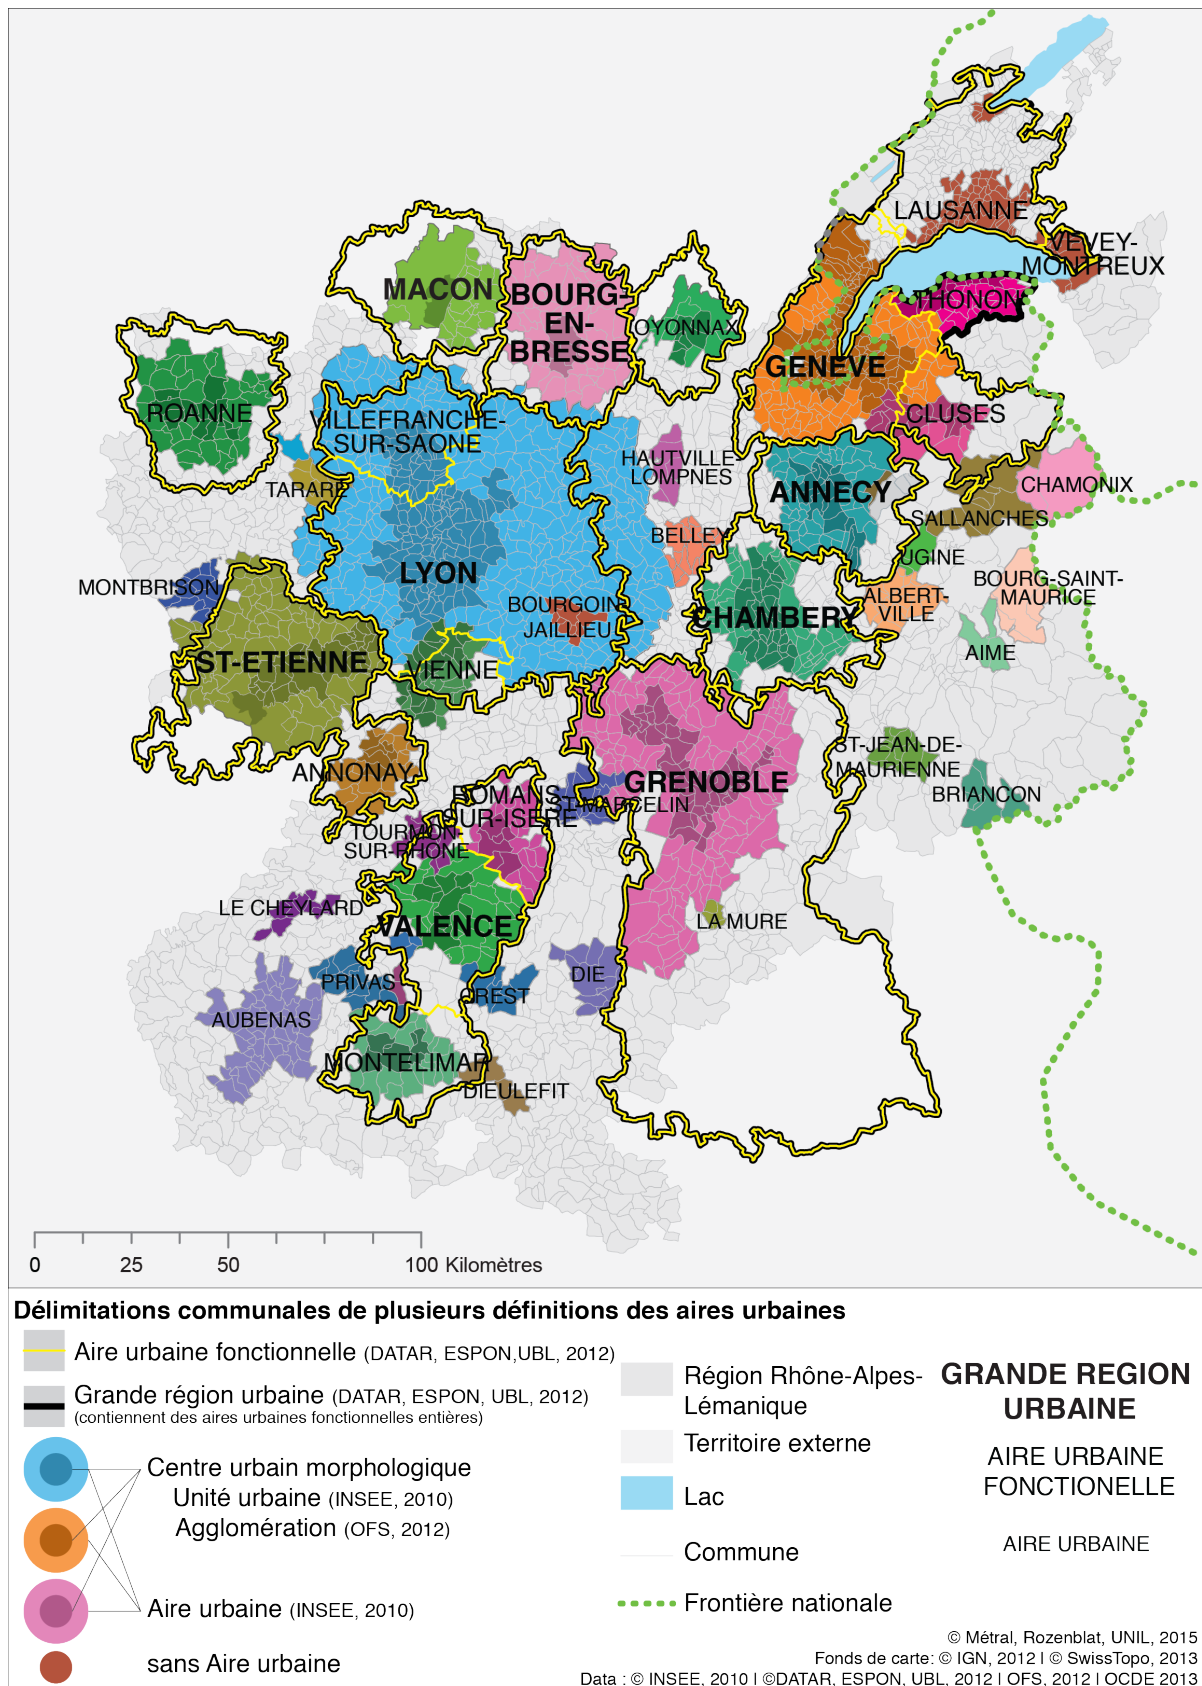 LAUSANNE
VEVEY-
MONTREUX
THONON
MACON
BOURG-
EN-
BRESSE
OYONNAX
GENEVE
ROANNE
VILLEFRANCHE-
SUR-SAONE
CLUSES
HAUTVILLE-
LOMPNES
TARARE
ANNECY
CHAMONIX
SALLANCHES
BELLEY
UGINE
MONTBRISON
LYON
BOURG-SAINT-
MAURICE
ALBERT-
VILLE
BOURGOIN
JAILLIEU
CHAMBERY
AIME
ST-ETIENNE
VIENNE
ST-JEAN-DE-
MAURIENNE
ANNONAY
GRENOBLE
BRIANCON
ROMANS-
SUR-ISERE
ST-MARCELIN
TOURMON-
SUR-RHONE
LE CHEYLARD
VALENCE
LA MURE
PRIVAS
CREST
DIE
AUBENAS
MONTELIMAR
DIEULEFIT
0 25 50 100 Kilomètres
Délimitations communales de plusieurs définitions des aires urbaines
Aire urbaine fonctionnelle (DATAR, ESPON,UBL, 2012)
Grande région urbaine (DATAR, ESPON, UBL, 2012)
(contiennent des aires urbaines fonctionnelles entières)
Centre urbain morphologique
Unité urbaine (INSEE, 2010)
Agglomération (OFS, 2012)
Aire urbaine (INSEE, 2010)
sans Aire urbaine
Région Rhône-Alpes-
Lémanique
Territoire externe
Lac
Commune
Frontière nationale
GRANDE REGION
URBAINE
AIRE URBAINE
FONCTIONELLE
AIRE URBAINE
© Métral, Rozenblat, UNIL, 2015
Fonds de carte: © IGN, 2012 I © SwissTopo, 2013
Data : © INSEE, 2010 I ©DATAR, ESPON, UBL, 2012 I OFS, 2012 I OCDE 2013